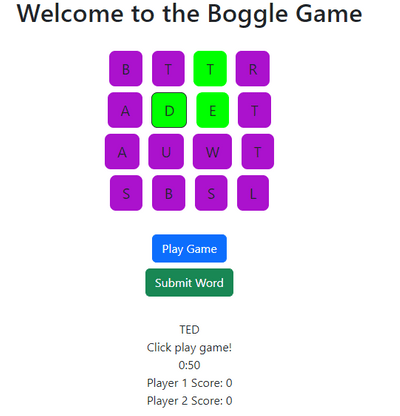 Welcome to the Boggle Game
B T T R
A D E T
A U W T
S B S L
Play Game
Submit Word
TED
Click play game!
0:50
Player 1 Score: 0
Player 2 Score: 0